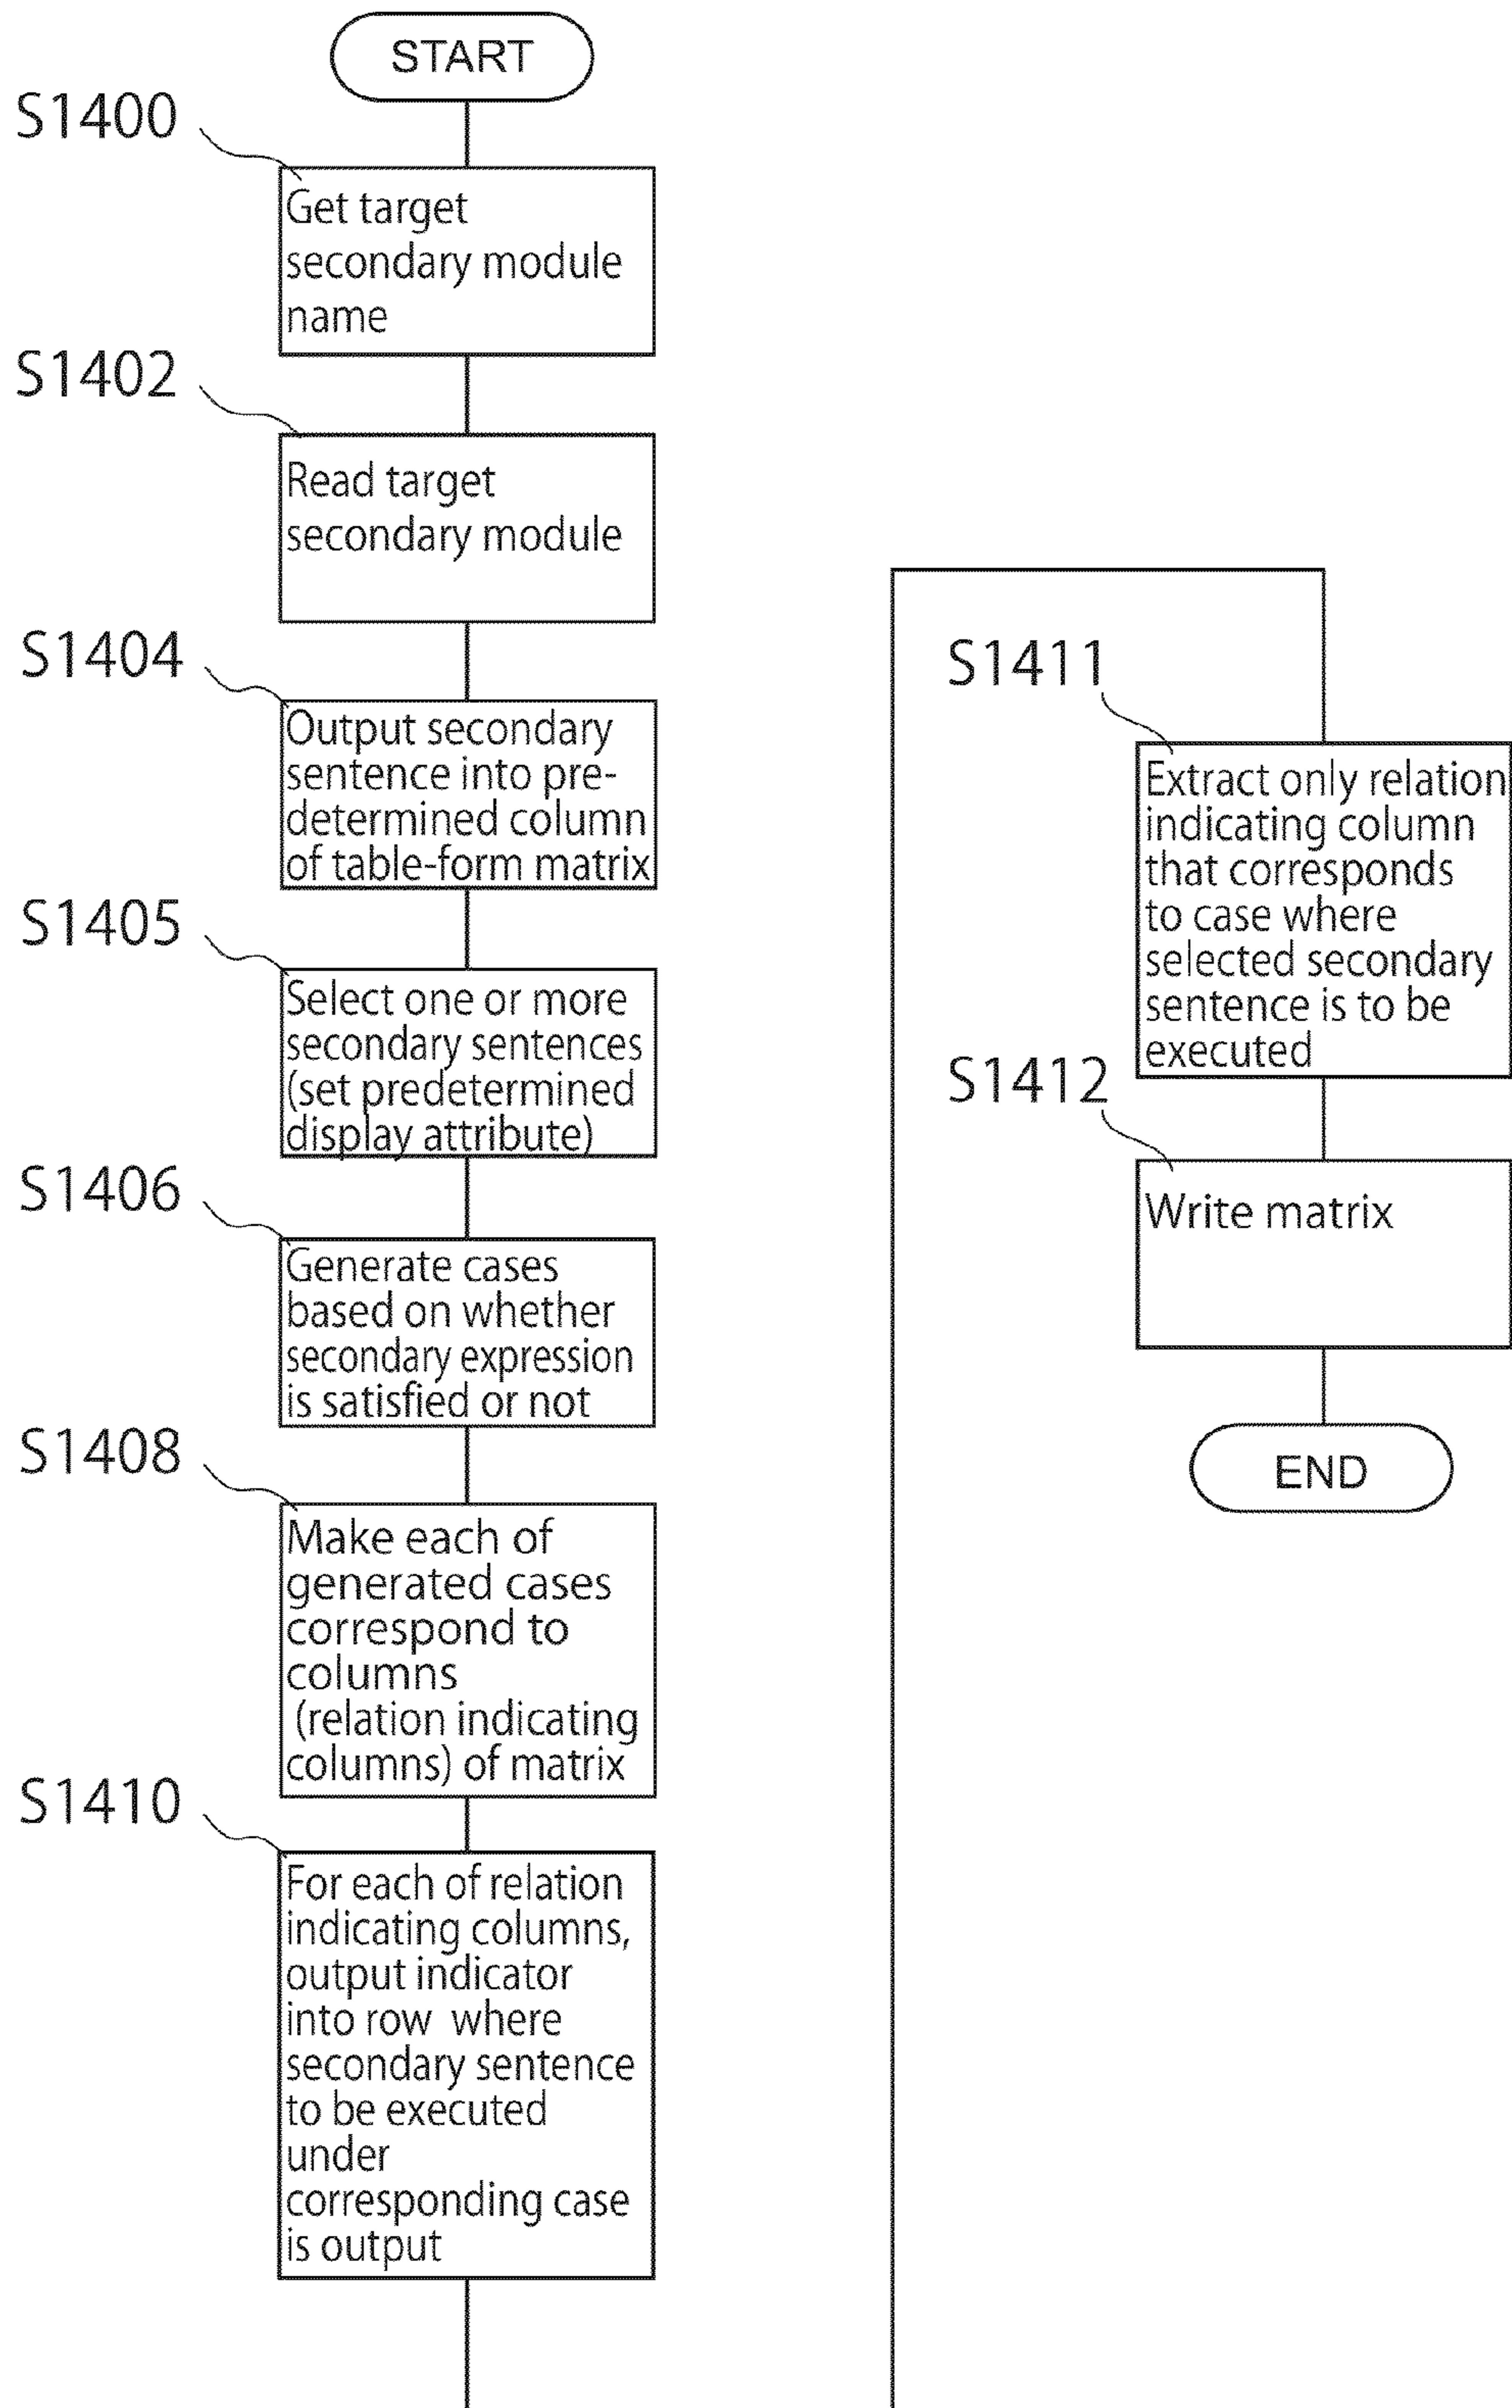 START
S1400
Get target
secondary module
name
S1402
Read target
secondary module
S1404
Output secondary
sentence into pre-
determined column
of table-form matrix
S1405
Select one or more
secondary sentences
(set predetermined
display attribute)
S1406
Generate cases
based on whether
secondary expression
is satisfied or not
S1408
Make each of
generated cases
correspond to
columns
(relation indicating
columns) of matrix
S1410
For each of relation
indicating columns,
output indicator
into row where
secondary sentence
to be executed
under
corresponding case
is output
S1411
Extract only relation
indicating column
that corresponds
to case where
selected secondary
sentence is to be
executed
S1412
Write matrix
END